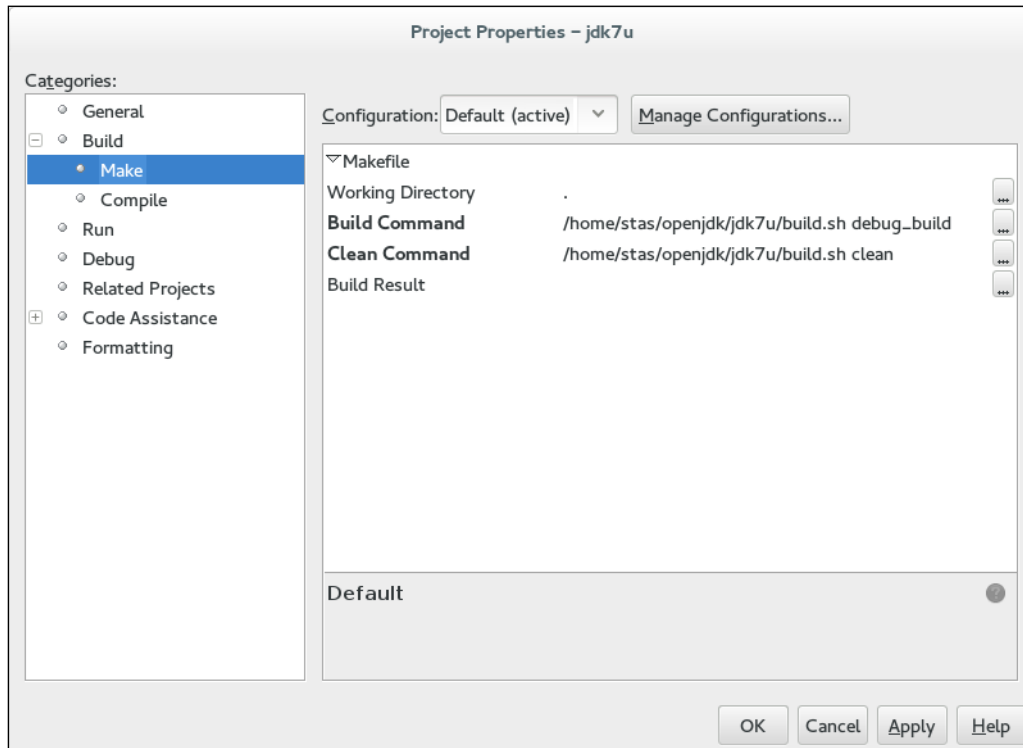 Project Properties – jdk7u
Categories:
General
Build
Make
Compile
Run
Debug
Related Projects
Code Assistance
Formatting
Configuration: Default (active) Manage Configurations...
Makefile
Working Directory .
Build Command /home/stas/openjdk/jdk7u/build.sh debug_build
Clean Command /home/stas/openjdk/jdk7u/build.sh clean
Build Result
Default
OK Cancel Apply Help